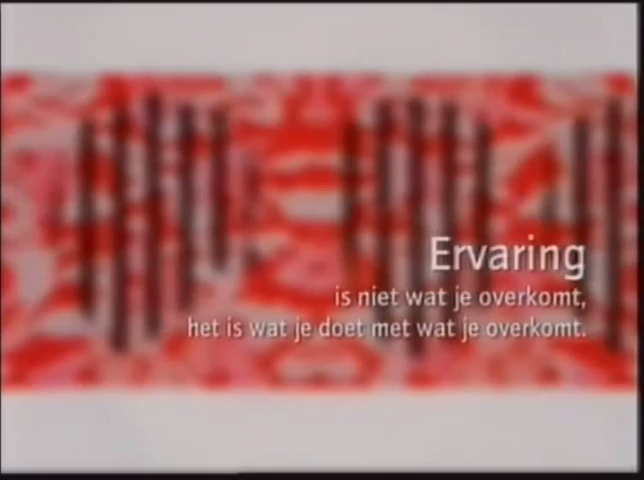 Ervaring
is niet wat je overkomt,
het is wat je doet met wat je overkomt.